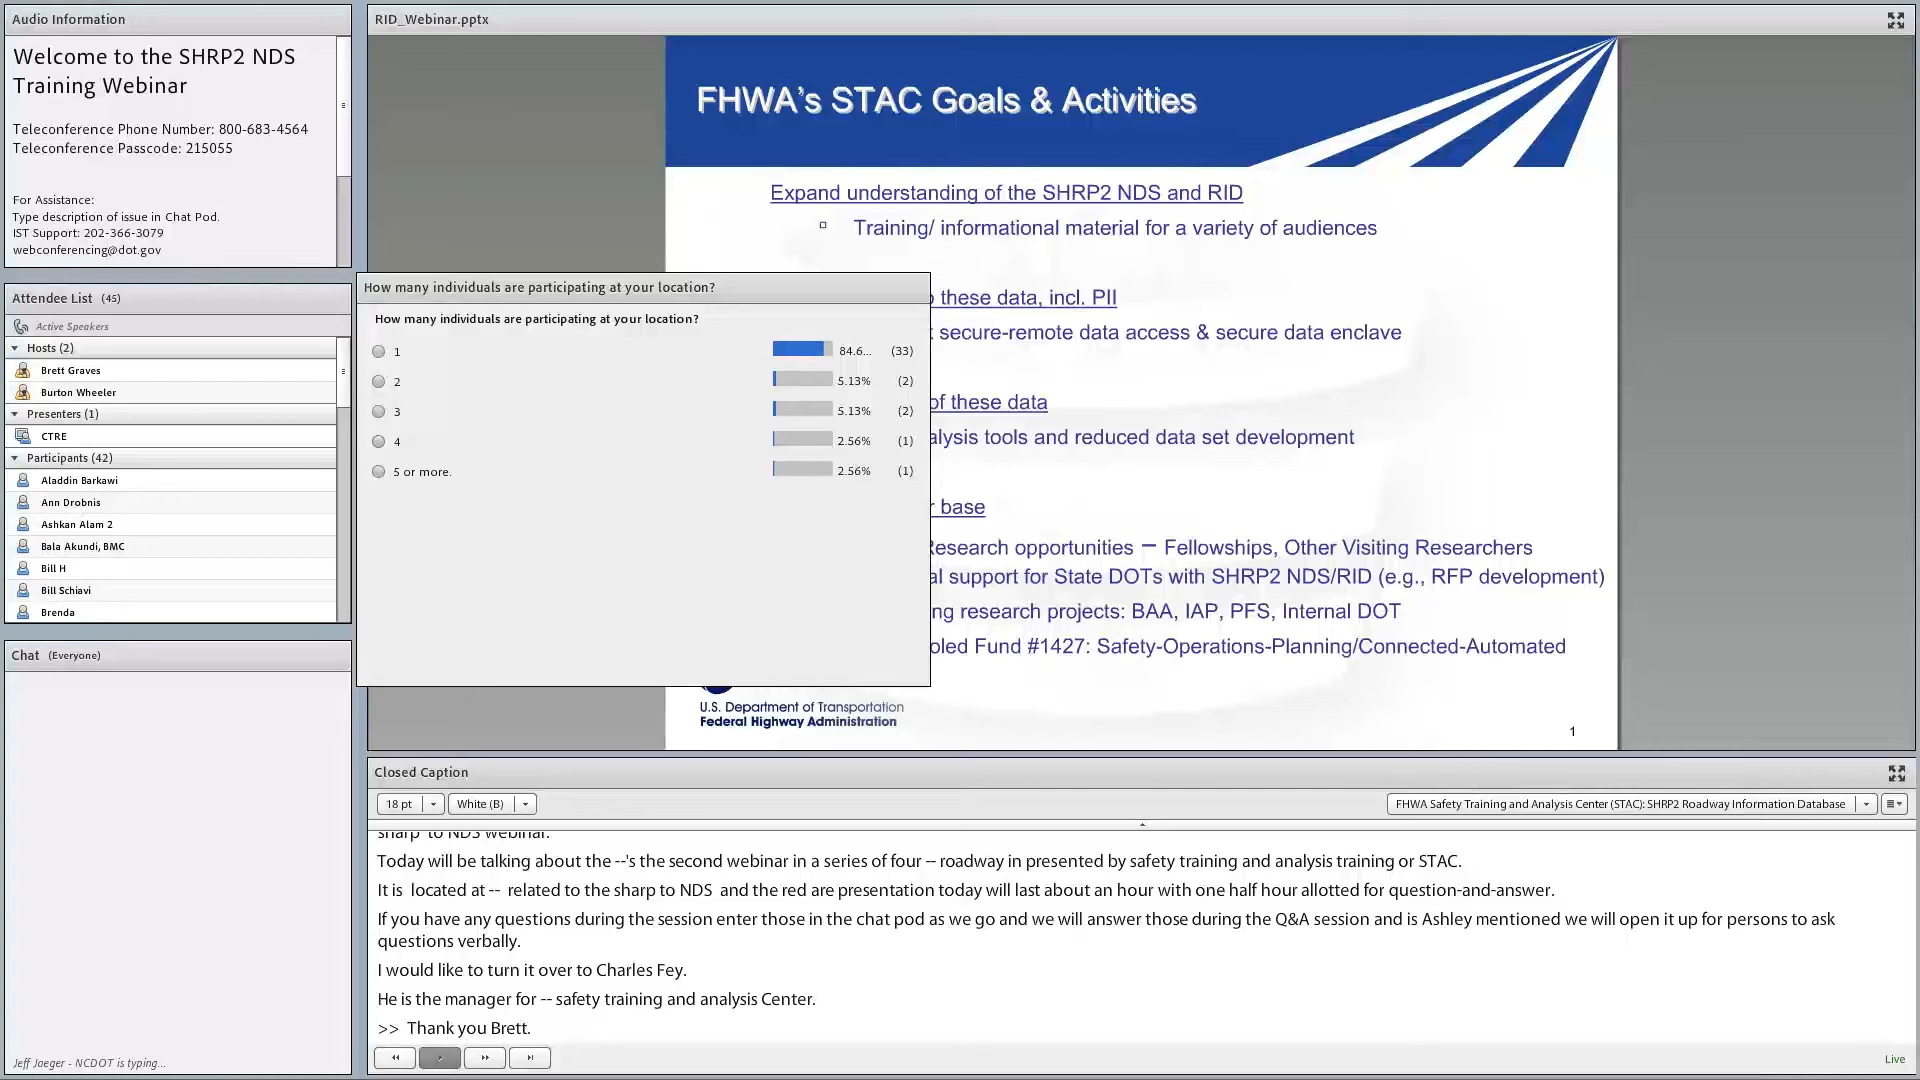 Audio Information
Welcome to the SHRP2 NDS
Training Webinar
Teleconference Phone Number: 800-683-4564
Teleconference Passcode: 215055
For Assistance:
Type description of issue in Chat Pod.
IST Support: 202-366-3079
webconferencing@dot.gov
Attendee List (45)
Active Speakers
Hosts (2)
Brett Graves
Burton Wheeler
Presenters (1)
CTRE
Participants (42)
Aladdin Barkawi
Ann Drobnis
Ashkan Alam 2
Bala Akundi, BMC
Bill H
Bill Schiavi
Brenda
Chat (Everyone)
Jeff Jaeger - NCDOT is typing...
RID_Webinar.pptx
FHWA's STAC Goals & Activities
Expand understanding of the SHRP2 NDS and RID
Training/ informational material for a variety of audiences
these data, incl. PII
secure-remote data access & secure data enclave
of these data
alysis tools and reduced data set development
base
Research opportunities – Fellowships, Other Visiting Researchers
al support for State DOTs with SHRP2 NDS/RID (e.g., RFP development)
ng research projects: BAA, IAP, PFS, Internal DOT
oled Fund #1427: Safety-Operations-Planning/Connected-Automated
U.S. Department of Transportation
Federal Highway Administration
1
How many individuals are participating at your location?
How many individuals are participating at your location?
1 84.6... (33)
2 5.13% (2)
3 5.13% (2)
4 2.56% (1)
5 or more. 2.56% (1)
Closed Caption
18 pt White (B) FHWA Safety Training and Analysis Center (STAC): SHRP2 Roadway Information Database
sharp to NDS webinar.
Today will be talking about the --'s the second webinar in a series of four -- roadway in presented by safety training and analysis training or STAC.
It is located at -- related to the sharp to NDS and the red are presentation today will last about an hour with one half hour allotted for question-and-answer.
If you have any questions during the session enter those in the chat pod as we go and we will answer those during the Q&A session and is Ashley mentioned we will open it up for persons to ask
questions verbally.
I would like to turn it over to Charles Fey.
He is the manager for -- safety training and analysis Center.
>> Thank you Brett.
Live